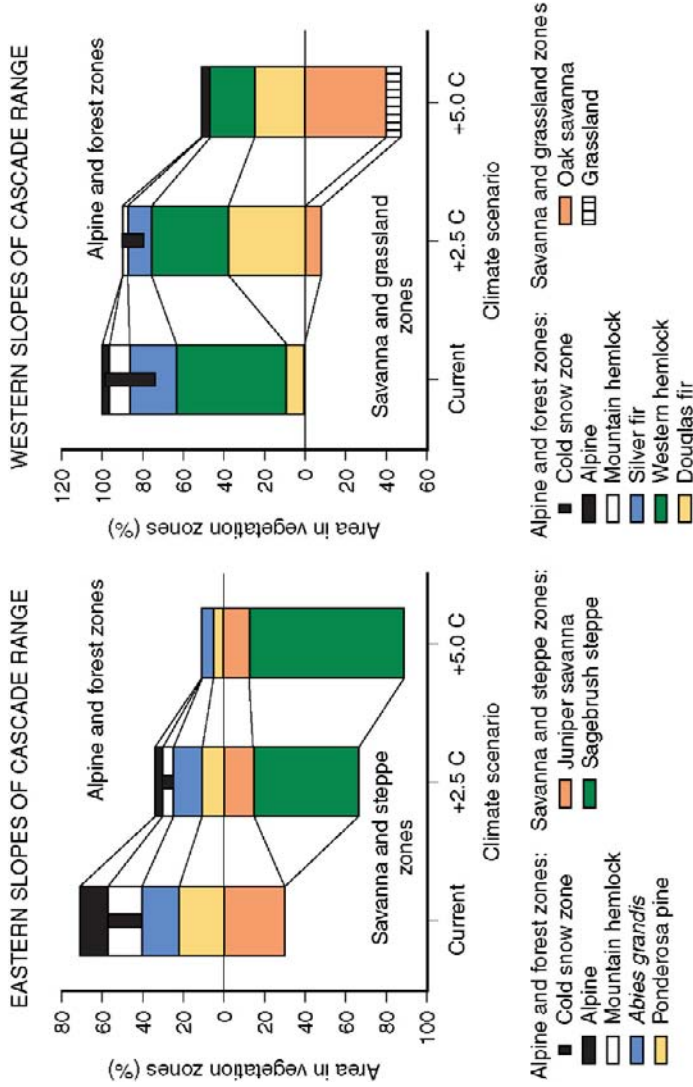 EASTERN SLOPES OF CASCADE RANGE
Area in vegetation zones (%)
80
60
40
20
0
20
40
60
80
100
Alpine and forest zones
Savanna and steppe
zones
Current
+2.5 C
+5.0 C
Climate scenario
Alpine and forest zones:
Cold snow zone
Alpine
Mountain hemlock
Abies grandis
Ponderosa pine
Savanna and steppe zones:
Juniper savanna
Sagebrush steppe
WESTERN SLOPES OF CASCADE RANGE
Area in vegetation zones (%)
120
100
80
60
40
20
0
20
40
60
Alpine and forest zones
Savanna and grassland
zones
Current
+2.5 C
+5.0 C
Climate scenario
Alpine and forest zones:
Cold snow zone
Alpine
Mountain hemlock
Silver fir
Western hemlock
Douglas fir
Savanna and grassland zones
Oak savanna
Grassland